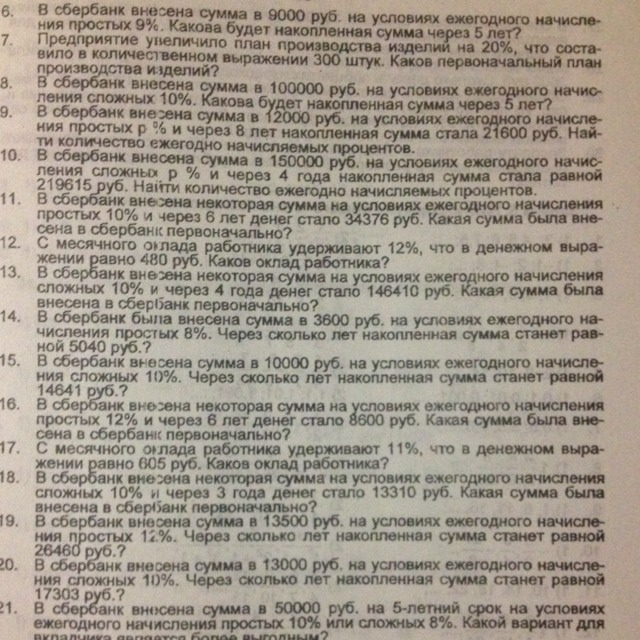 6. В сбербанк внесена сумма в 9000 руб. на условиях ежегодного начисле-
ния простых 9%. Какова будет накопленная сумма через 5 лет?
7. Предприятие увеличило план производства изделий на 20%, что соста-
вило в количественном выражении 300 штук. Каков первоначальный план
производства изделий?
8. В сбербанк внесена сумма в 100000 руб. на условиях ежегодного начис-
ления сложных 10%. Какова будет накопленная сумма через 5 лет?
9. В сбербанк внесена сумма в 12000 руб. на условиях ежегодного начисле-
ния простых р % и через 8 лет накопленная сумма стала 21600 руб. Най-
ти количество ежегодно начисляемых процентов.
10. В сбербанк внесена сумма в 150000 руб. на условиях ежегодного начис-
ления сложных р % и через 4 года накопленная сумма стала равной
219615 руб. Найти количество ежегодно начисляемых процентов.
11. В сбербанк внесена некоторая сумма на условиях ежегодного начисления
простых 10% и через 6 лет денег стало 34376 руб. Какая сумма была вне-
сена в сбербанк первоначально?
12. С месячного оклада работника удерживают 12%, что в денежном выра-
жении равно 480 руб. Каков оклад работника?
13. В сбербанк внесена некоторая сумма на условиях ежегодного начисления
сложных 10% и через 4 года денег стало 146410 руб. Какая сумма была
внесена в сбербанк первоначально?
14. В сбербанк была внесена сумма в 3600 руб. на условиях ежегодного на-
числения простых 8%. Через сколько лет накопленная сумма станет рав-
ной 5040 руб.?
15. В сбербанк внесена сумма в 10000 руб. на условиях ежегодного начисле-
ния сложных 10%. Через сколько лет накопленная сумма станет равной
14641 руб.?
16. В сбербанк внесена некоторая сумма на условиях ежегодного начисления
простых 12% и через 6 лет денег стало 8600 руб. Какая сумма была вне-
сена в сбербанк первоначально?
17. С месячного оклада работника удерживают 11%, что в денежном выра-
жении равно 605 руб. Каков оклад работника?
18. В сбербанк внесена некоторая сумма на условиях ежегодного начисления
сложных 10% и через 3 года денег стало 13310 руб. Какая сумма была
внесена в сбербанк первоначально?
19. В сбербанк внесена сумма в 13500 руб. на условиях ежегодного начисле-
ния простых 12%. Через сколько лет накопленная сумма станет равной
26460 руб.?
20. В сбербанк внесена сумма в 13000 руб. на условиях ежегодного начисле-
ния сложных 10%. Через сколько лет накопленная сумма станет равной
17303 руб.?
21. В сбербанк внесена сумма в 50000 руб. на 5-летний срок на условиях
ежегодного начисления простых 10% или сложных 8%. Какой вариант для
вкладчика является более выгодным?